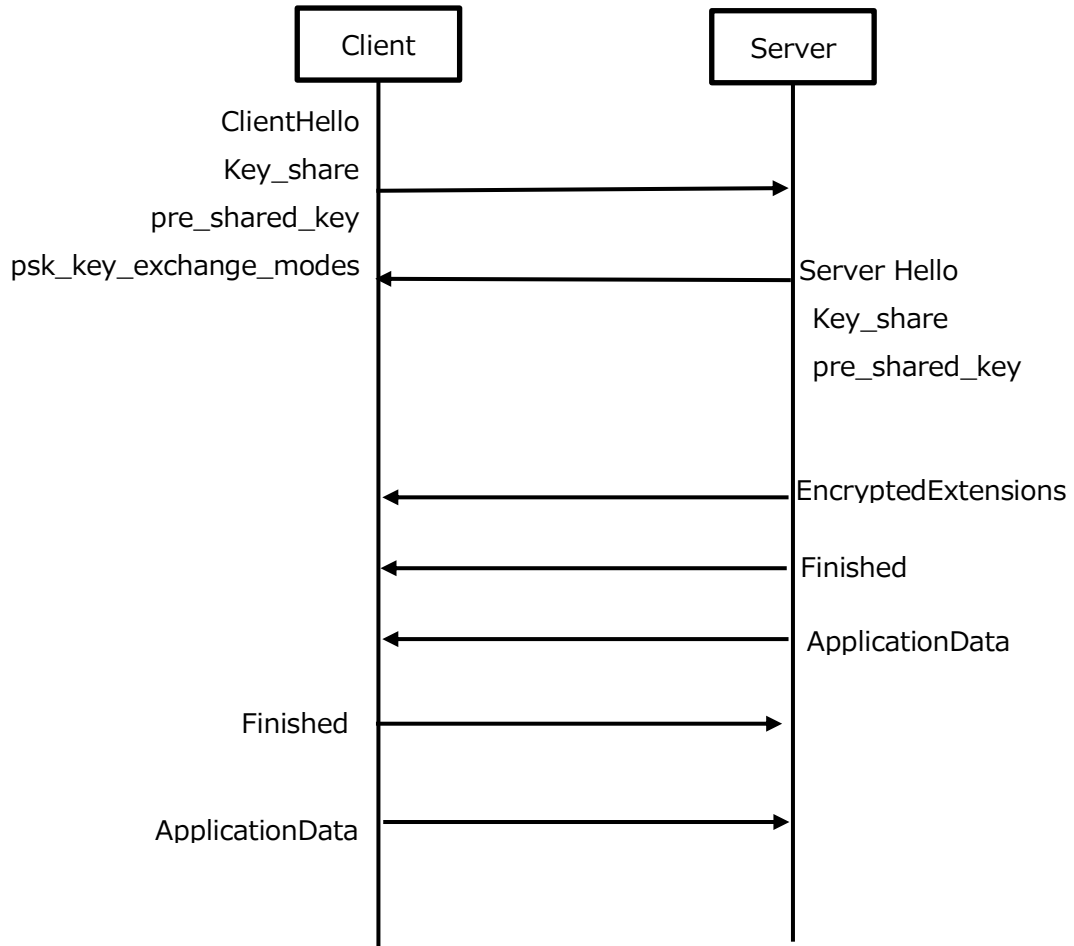 Client
Server
ClientHello
Key_share
pre_shared_key
psk_key_exchange_modes
Server Hello
Key_share
pre_shared_key
EncryptedExtensions
Finished
ApplicationData
Finished
ApplicationData